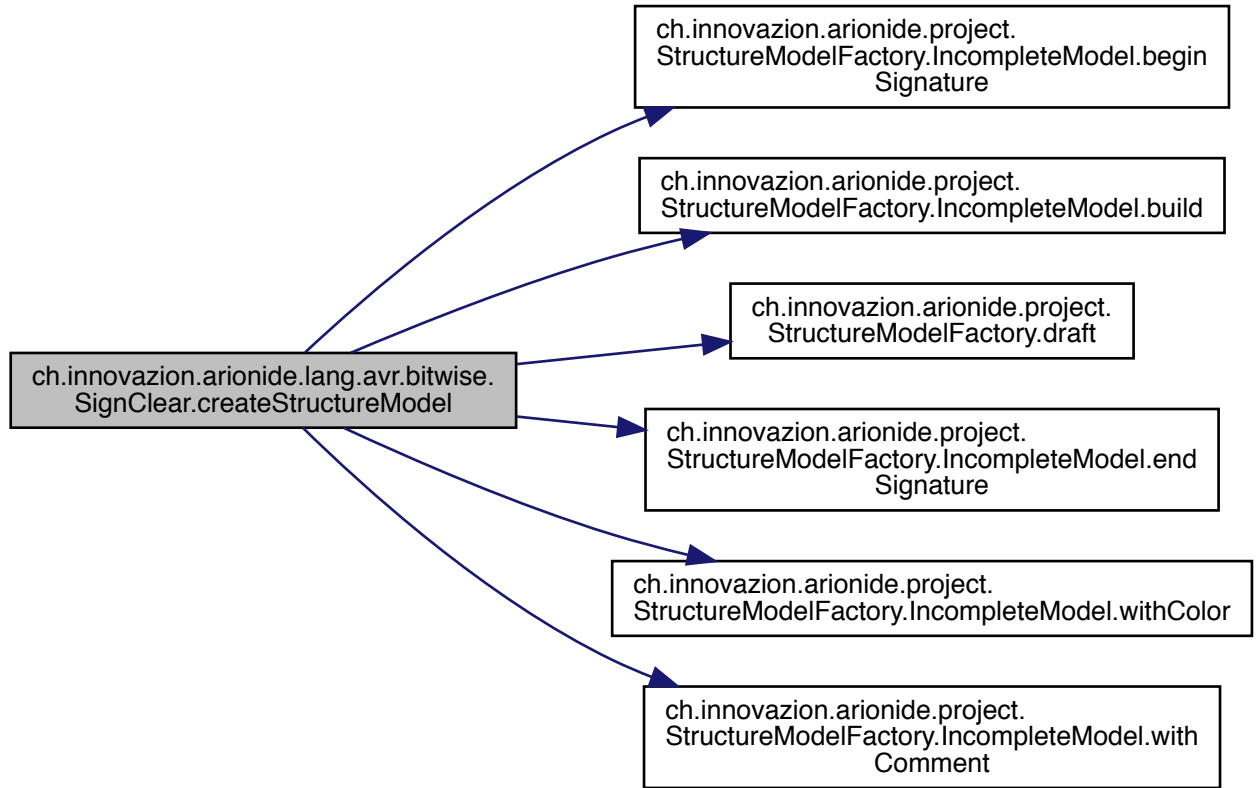 ch.innovazion.arionide.project.
StructureModelFactory.IncompleteModel.begin
Signature
ch.innovazion.arionide.project.
StructureModelFactory.IncompleteModel.build
ch.innovazion.arionide.project.
StructureModelFactory.draft
ch.innovazion.arionide.lang.avr.bitwise.
SignClear.createStructureModel
ch.innovazion.arionide.project.
StructureModelFactory.IncompleteModel.end
Signature
ch.innovazion.arionide.project.
StructureModelFactory.IncompleteModel.withColor
ch.innovazion.arionide.project.
StructureModelFactory.IncompleteModel.with
Comment